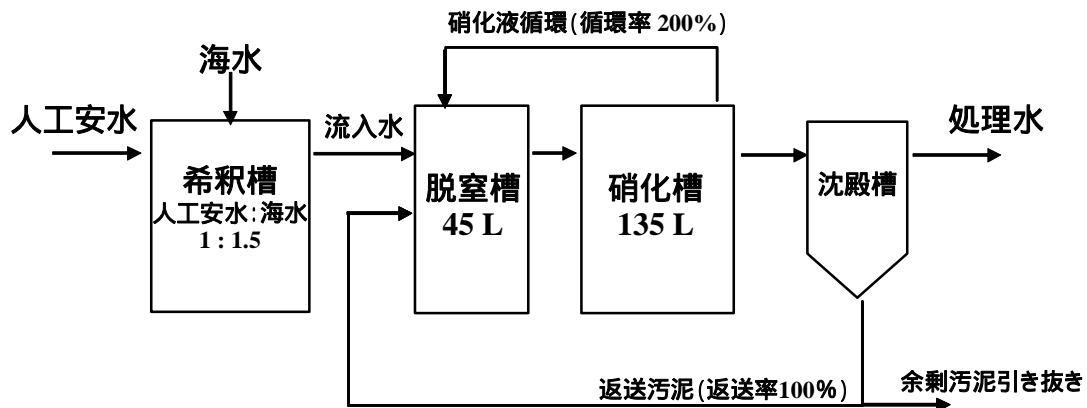 硝化液循環(循環率 200%)
海水
人工安水
流入水
処理水
希釈槽
人工安水:海水
1 : 1.5
脱窒槽
45 L
硝化槽
135 L
沈殿槽
返送汚泥(返送率100%)
余剰汚泥引き抜き